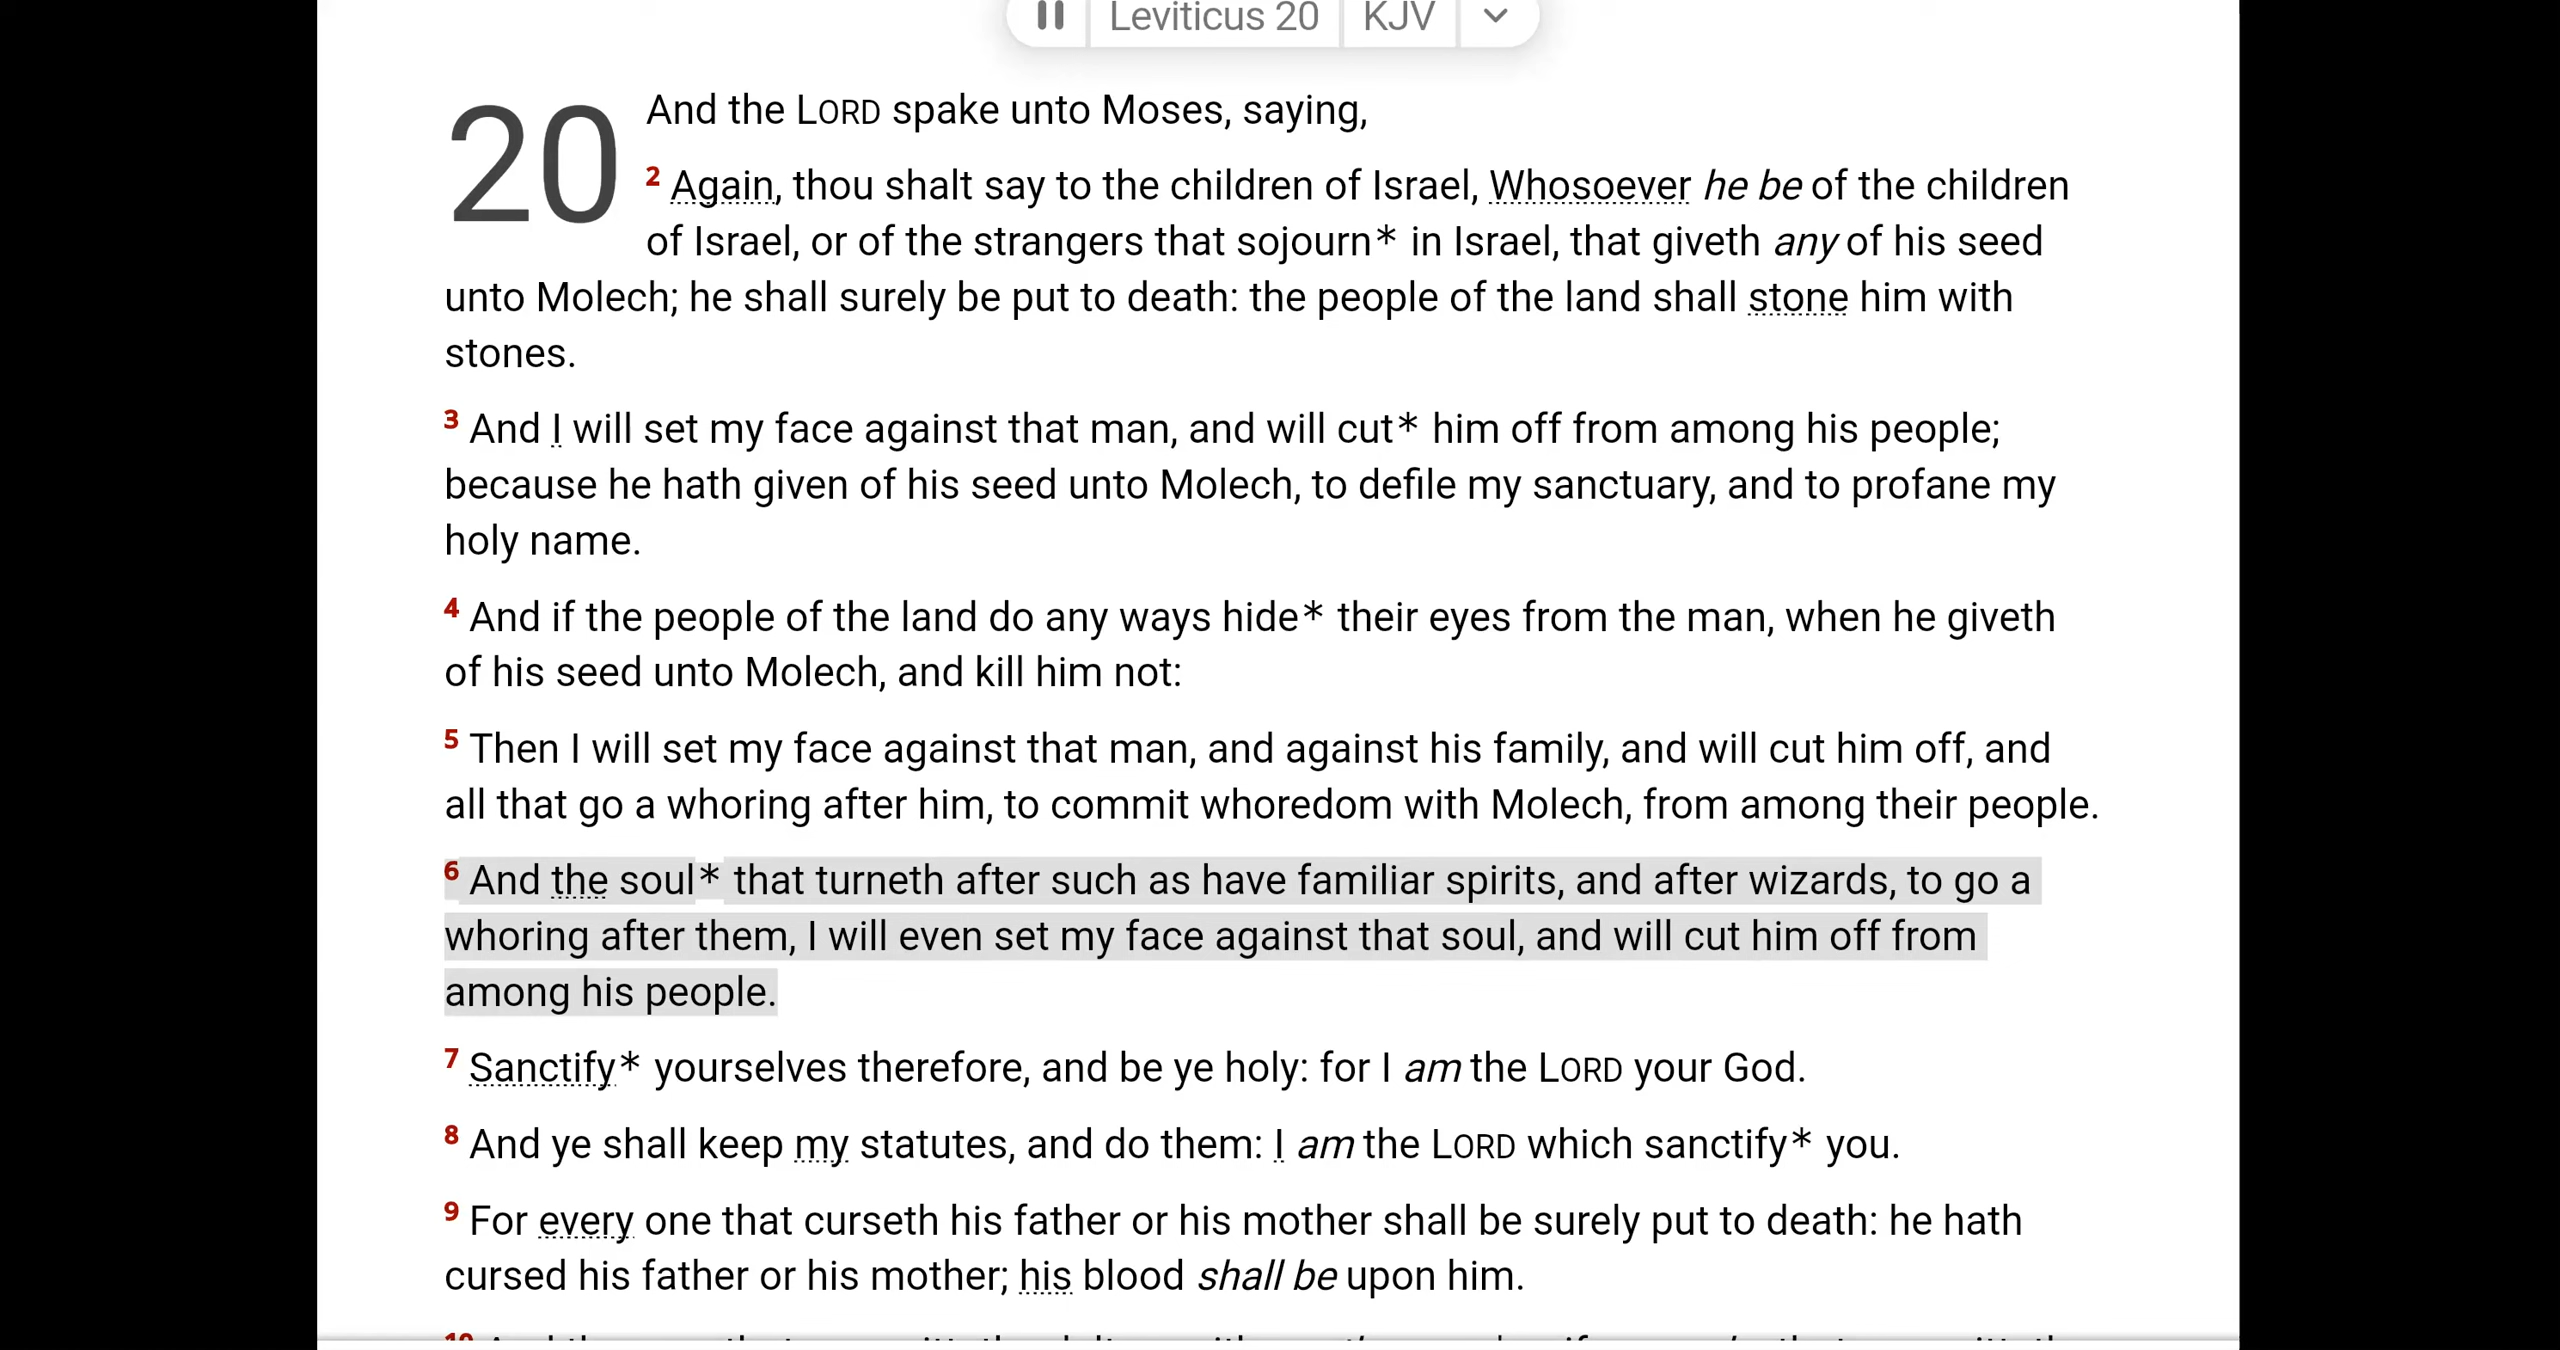 Leviticus 20 KJV
20 And the LORD spake unto Moses, saying,
2 Again, thou shalt say to the children of Israel, Whosoever he be of the children
of Israel, or of the strangers that sojourn* in Israel, that giveth any of his seed
unto Molech; he shall surely be put to death: the people of the land shall stone him with
stones.
3 And I will set my face against that man, and will cut* him off from among his people;
because he hath given of his seed unto Molech, to defile my sanctuary, and to profane my
holy name.
4 And if the people of the land do any ways hide* their eyes from the man, when he giveth
of his seed unto Molech, and kill him not:
5 Then I will set my face against that man, and against his family, and will cut him off, and
all that go a whoring after him, to commit whoredom with Molech, from among their people.
6 And the soul* that turneth after such as have familiar spirits, and after wizards, to go a
whoring after them, I will even set my face against that soul, and will cut him off from
among his people.
7 Sanctify* yourselves therefore, and be ye holy: for I am the LORD your God.
8 And ye shall keep my statutes, and do them: I am the LORD which sanctify* you.
9 For every one that curseth his father or his mother shall be surely put to death: he hath
cursed his father or his mother; his blood shall be upon him.